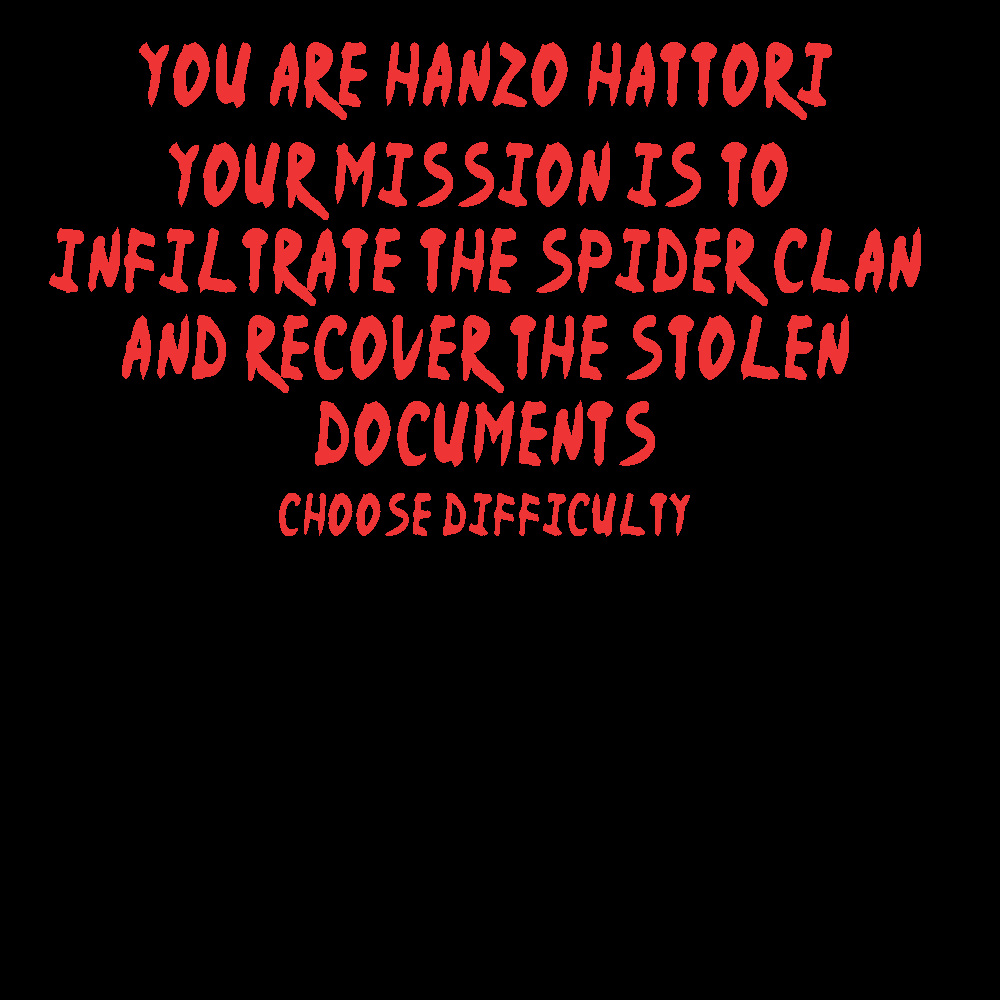 YOU ARE HANZO HATTORI
YOUR MISSION IS TO
INFILTRATE THE SPIDER CLAN
AND RECOVER THE STOLEN
DOCUMENTS
CHOOSE DIFFICULTY